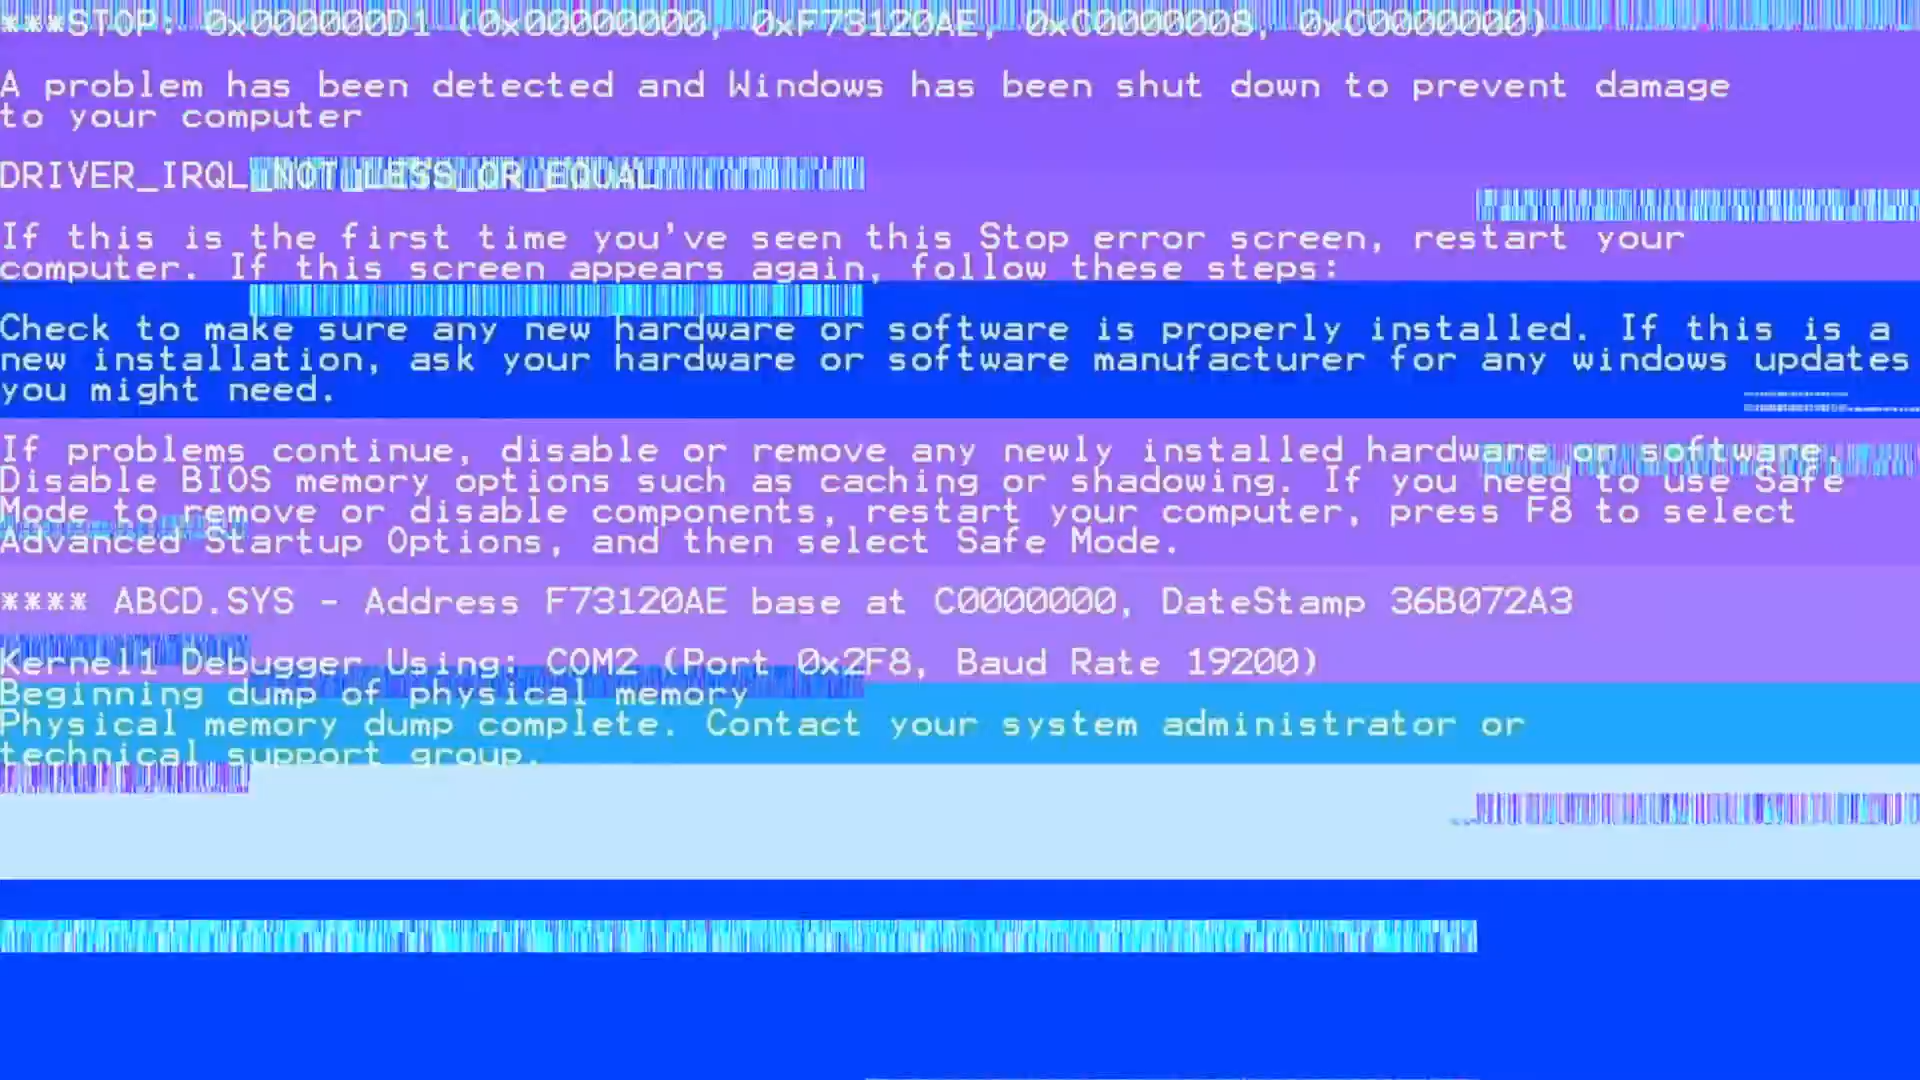 ***STOP: 0x000000D1 (0x00000000, 0xF73120AE, 0xC0000008, 0xC0000000)
A problem has been detected and Windows has been shut down to prevent damage
to your computer
DRIVER_IRQL_NOT_LESS_OR_EQUAL
If this is the first time you've seen this Stop error screen, restart your
computer. If this screen appears again, follow these steps:
Check to make sure any new hardware or software is properly installed. If this is a
new installation, ask your hardware or software manufacturer for any windows updates
you might need.
If problems continue, disable or remove any newly installed hardware or software.
Disable BIOS memory options such as caching or shadowing. If you need to use Safe
Mode to remove or disable components, restart your computer, press F8 to select
Advanced Startup Options, and then select Safe Mode.
**** ABCD.SYS - Address F73120AE base at C0000000, DateStamp 36B072A3
Kernel1 Debugger Using: COM2 (Port 0x2F8, Baud Rate 19200)
Beginning dump of physical memory
Physical memory dump complete. Contact your system administrator or
technical support group.